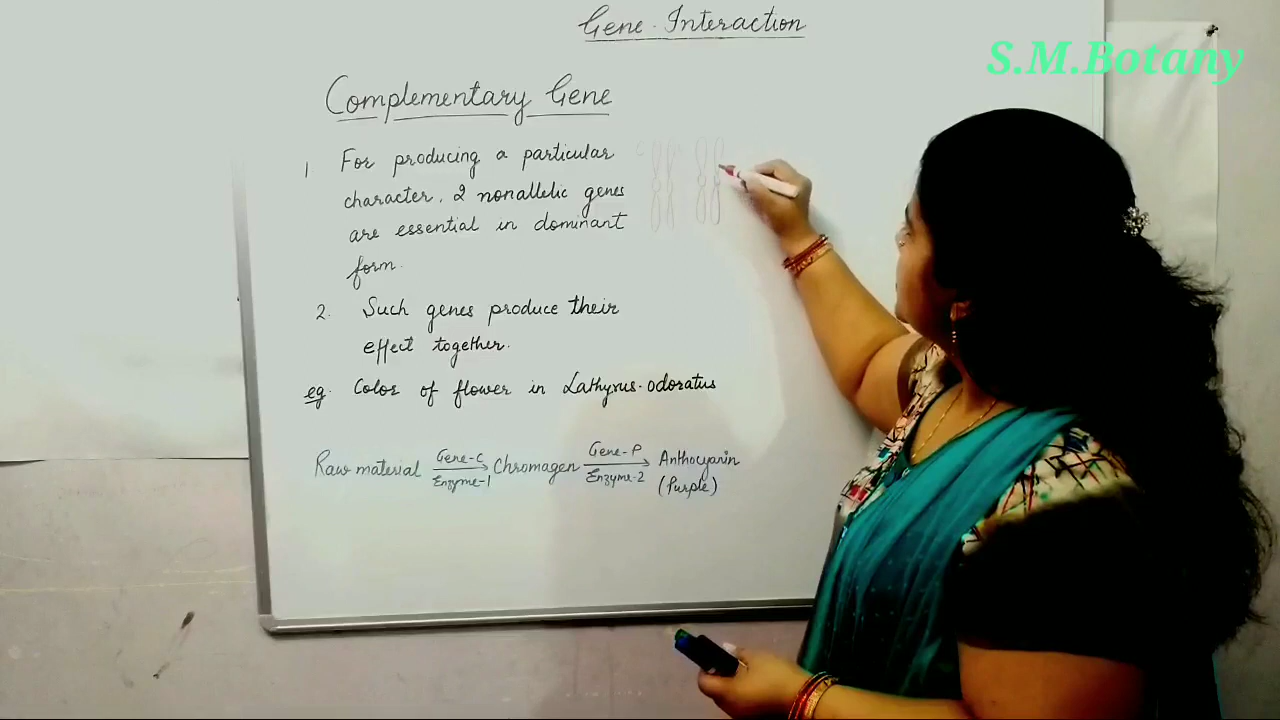 Gene-Interaction
S.M.Botany
Complementary Gene
1. For producing a particular
character, 2 nonallelic genes
are essential in dominant
form.
2. Such genes produce their
effect together.
eg. Color of flower in Lathyrus-odoratus
Raw material Gene-C Enzyme-1 Chromagen Gene-P Enzyme-2 Anthocyanin
(Purple)